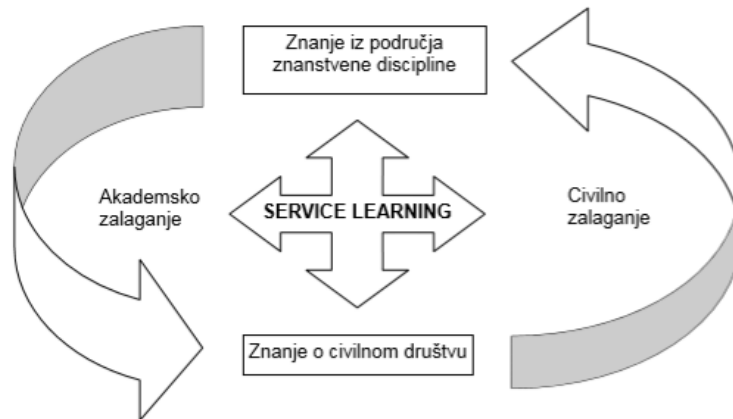 Znanje iz područja
znanstvene discipline
Akademsko
zalaganje
SERVICE LEARNING
Civilno
zalaganje
Znanje o civilnom društvu